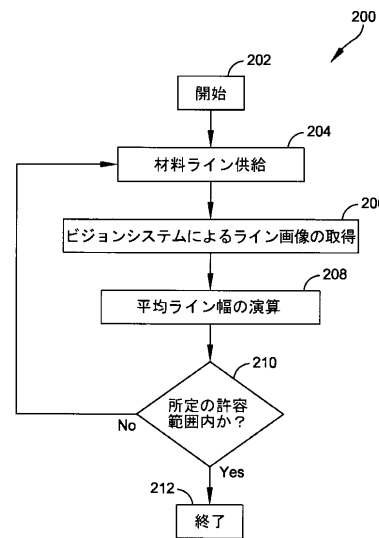 200
202
開始
204
材料ライン供給
ビジョンシステムによるライン画像の取得
208
平均ライン幅の演算
210
所定の許容
範囲内か?
No
Yes
212
終了